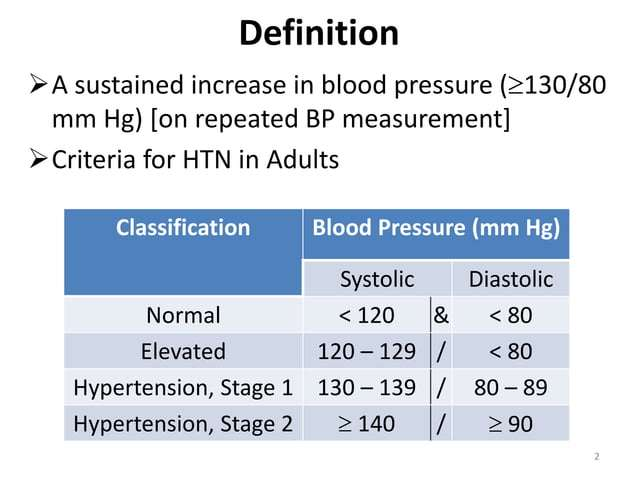 Definition
➢A sustained increase in blood pressure (≥130/80
mm Hg) [on repeated BP measurement]
➢Criteria for HTN in Adults
Classification Blood Pressure (mm Hg)
Systolic Diastolic
Normal < 120 & < 80
Elevated 120 – 129 / < 80
Hypertension, Stage 1 130 – 139 / 80 – 89
Hypertension, Stage 2 ≥ 140 / ≥ 90
2